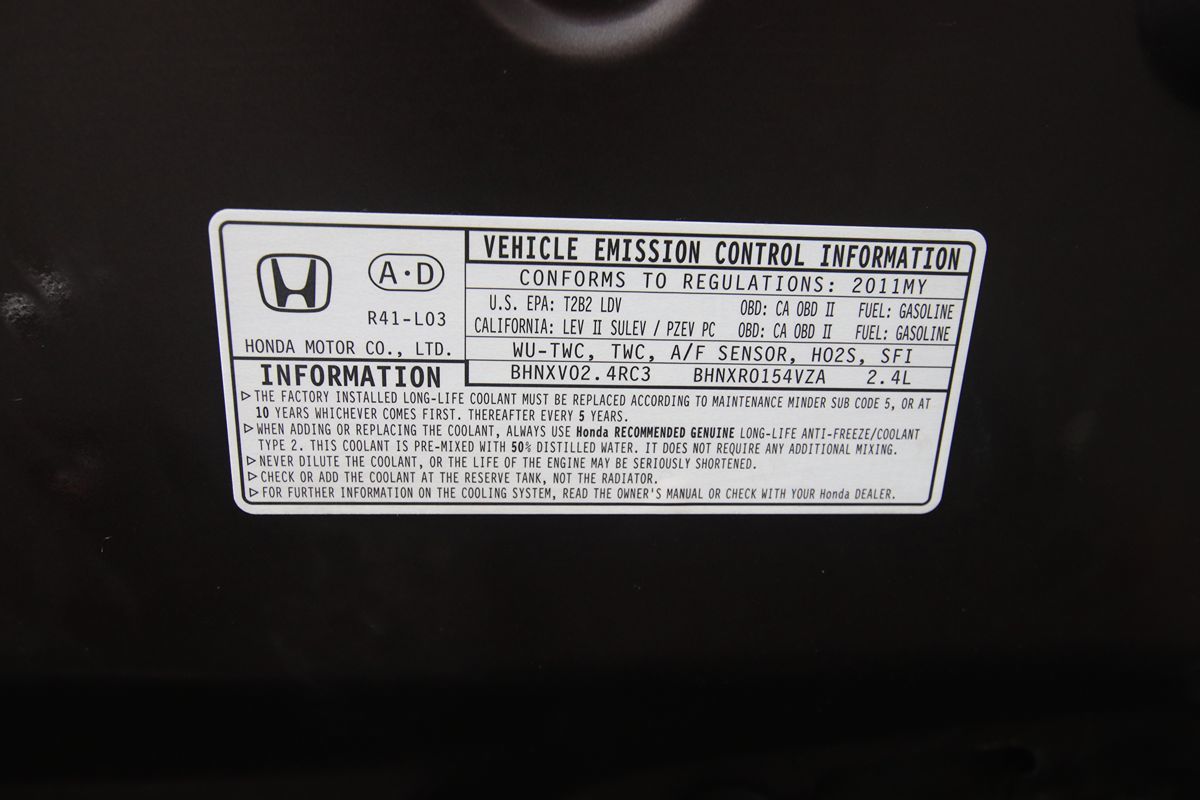 H
A·D
R41-L03
HONDA MOTOR CO., LTD.
VEHICLE EMISSION CONTROL INFORMATION
CONFORMS TO REGULATIONS: 2011MY
U.S. EPA: T2B2 LDV OBD: CA OBD II FUEL: GASOLINE
CALIFORNIA: LEV II SULEV / PZEV PC OBD: CA OBD II FUEL: GASOLINE
WU-TWC, TWC, A/F SENSOR, HO2S, SFI
BHNXV02.4RC3 BHNXR0154VZA 2.4L
INFORMATION
▷THE FACTORY INSTALLED LONG-LIFE COOLANT MUST BE REPLACED ACCORDING TO MAINTENANCE MINDER SUB CODE 5, OR AT
10 YEARS WHICHEVER COMES FIRST. THEREAFTER EVERY 5 YEARS.
▷WHEN ADDING OR REPLACING THE COOLANT, ALWAYS USE Honda RECOMMENDED GENUINE LONG-LIFE ANTI-FREEZE/COOLANT
TYPE 2. THIS COOLANT IS PRE-MIXED WITH 50% DISTILLED WATER. IT DOES NOT REQUIRE ANY ADDITIONAL MIXING.
▷NEVER DILUTE THE COOLANT, OR THE LIFE OF THE ENGINE MAY BE SERIOUSLY SHORTENED.
▷CHECK OR ADD THE COOLANT AT THE RESERVE TANK, NOT THE RADIATOR.
▷FOR FURTHER INFORMATION ON THE COOLING SYSTEM, READ THE OWNER'S MANUAL OR CHECK WITH YOUR Honda DEALER.